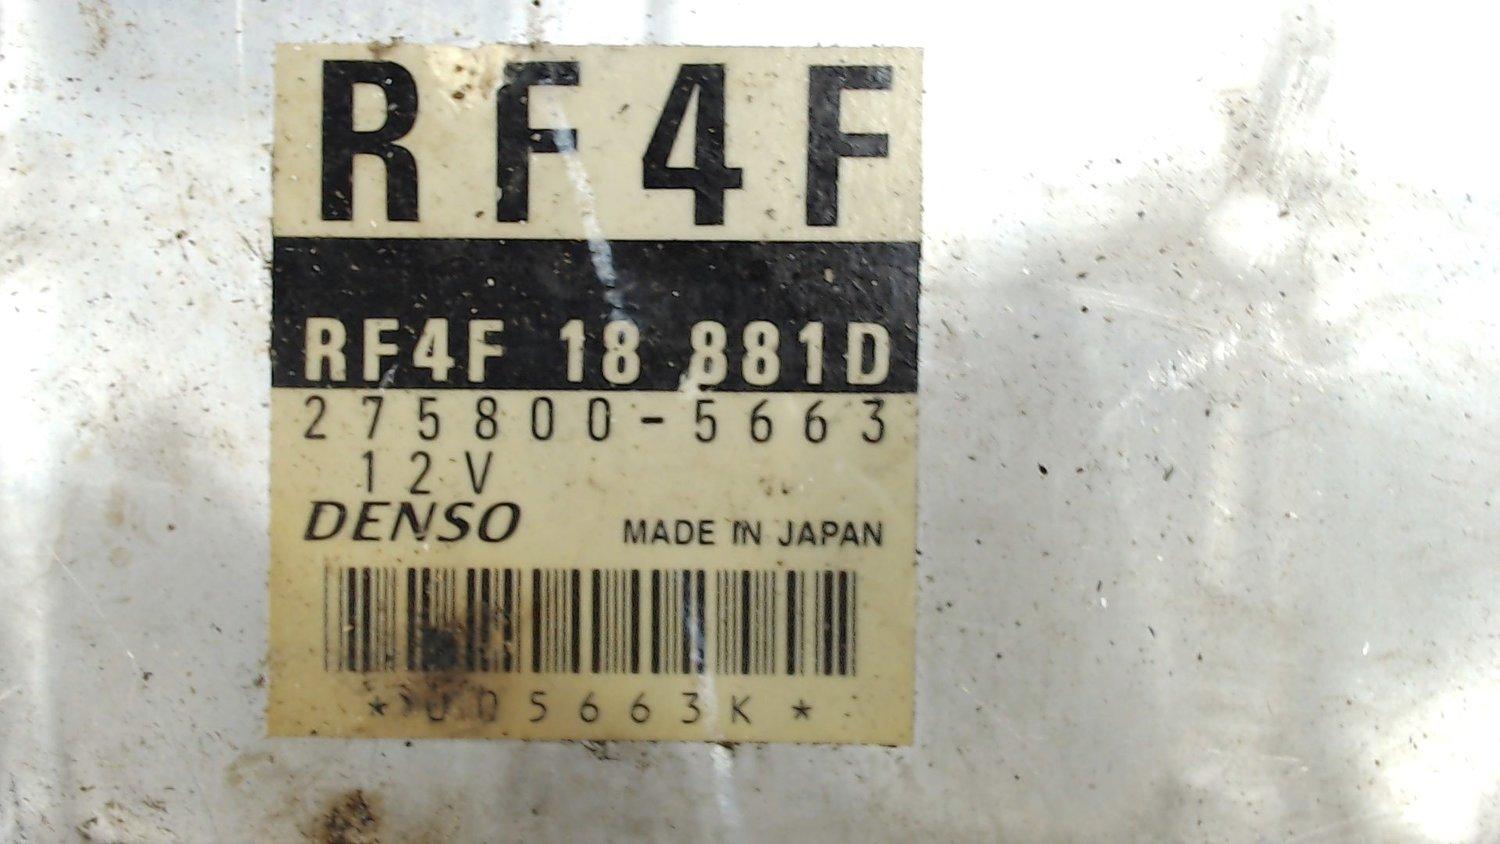 RF4F
RF4F 18 881D
275800-5663
12V
DENSO MADE IN JAPAN